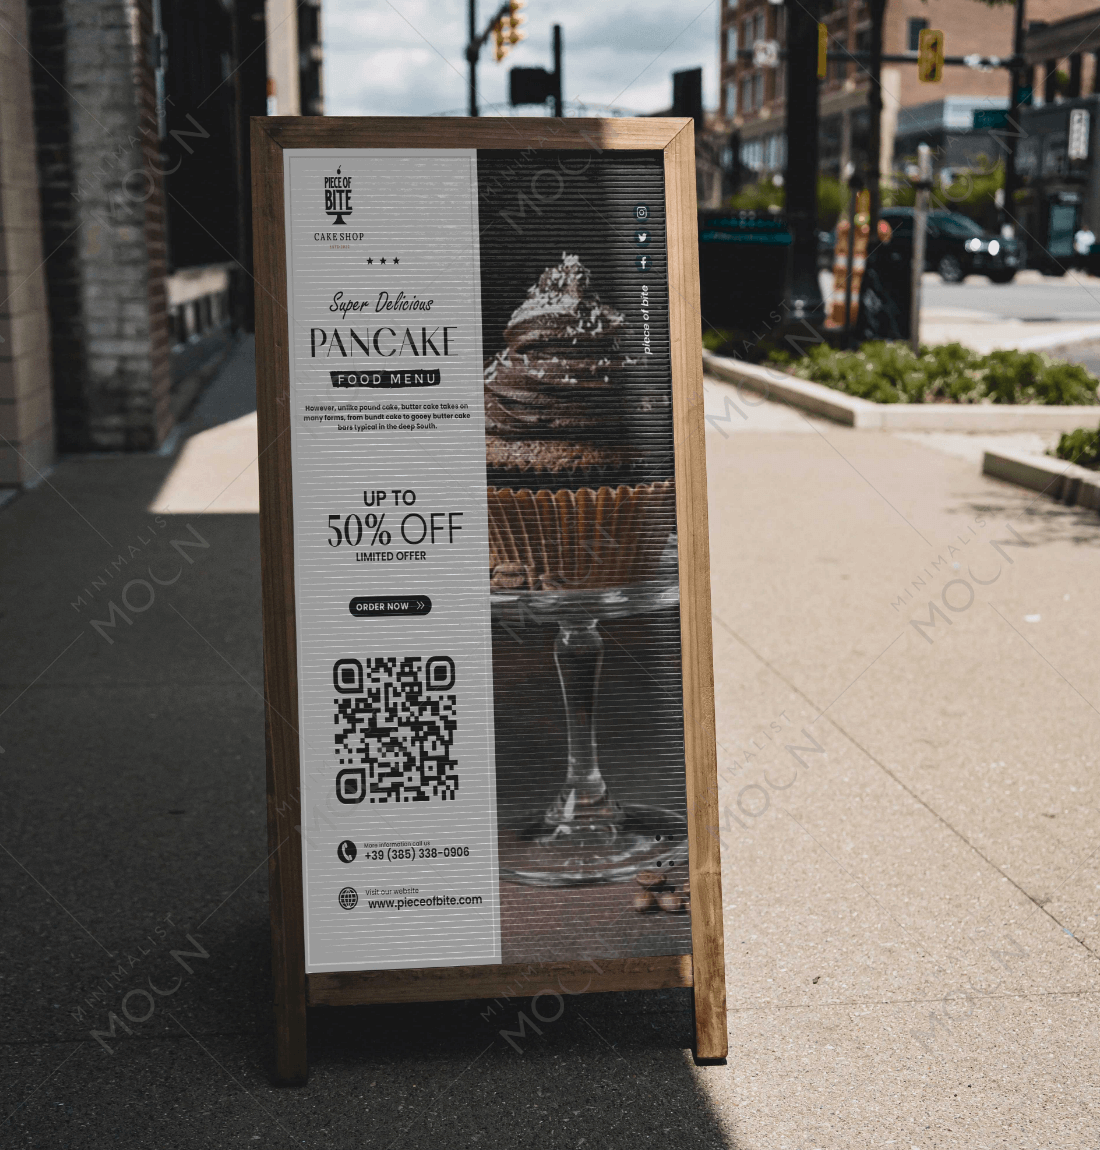 PIECE OF
BITE
CAKE SHOP
Super Delicious
PANCAKE
FOOD MENU
However, unlike pound cake, butter cake takes on
many forms, from bundt cake to gooey butter cake
bars typical in the deep South.
UP TO
50% OFF
LIMITED OFFER
ORDER NOW
More information call us
+39 (385) 338-0906
Visit our website
www.pieceofbite.com
piece of bite
MINIMALIST
MOCN